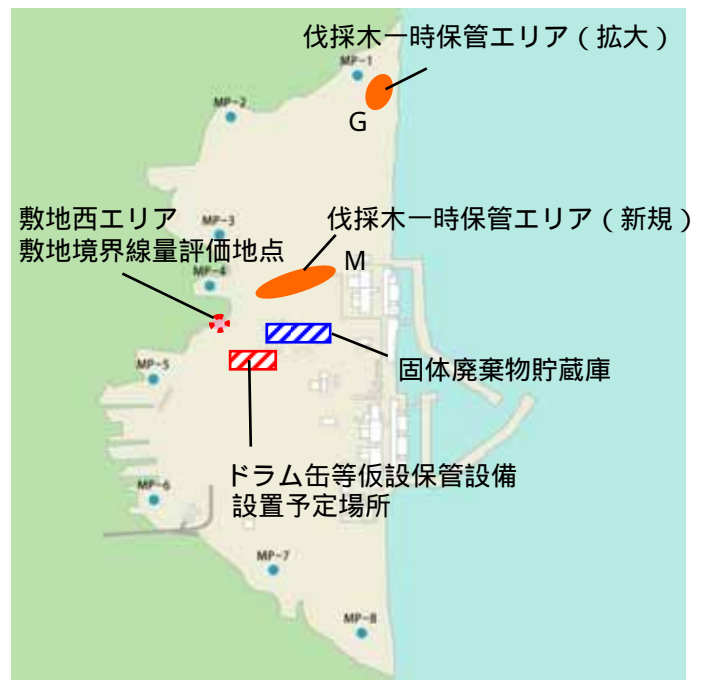 伐採木一時保管エリア（拡大）
MP-1
G
MP-2
敷地西エリア
敷地境界線量評価地点
MP-3
伐採木一時保管エリア（新規）
M
MP-4
固体廃棄物貯蔵庫
MP-5
ドラム缶等仮設保管設備
設置予定場所
MP-6
MP-7
MP-8